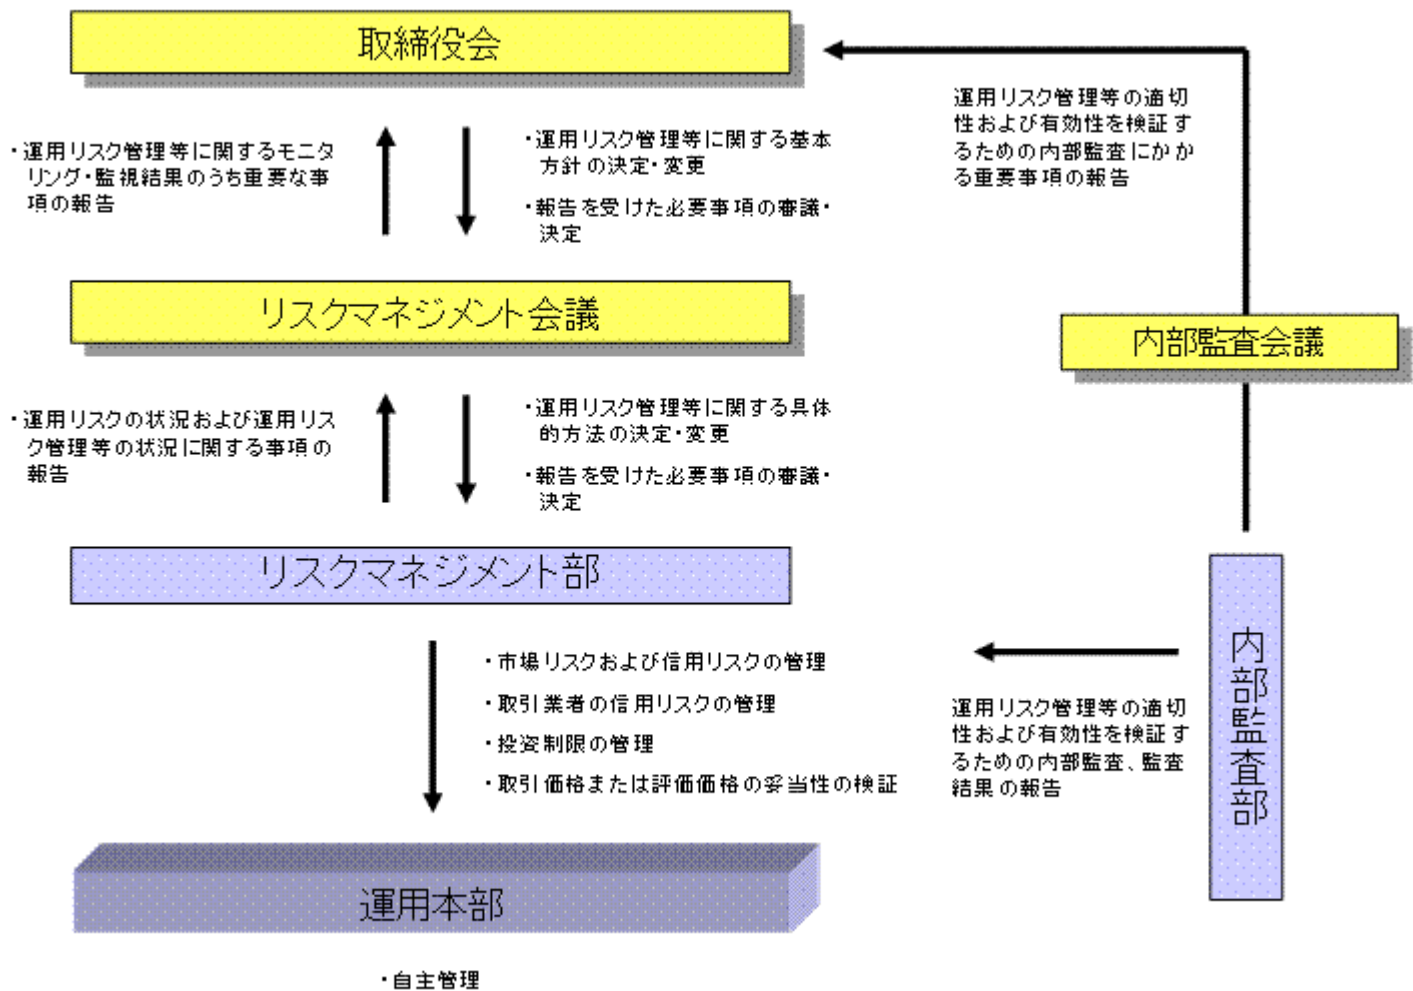 取締役会
・運用リスク管理等に関するモニタ
リング・監視結果のうち重要な事
項の報告
・運用リスク管理等に関する基本
方針の決定・変更
・報告を受けた必要事項の審議・
決定
運用リスク管理等の適切
性および有効性を検証す
るための内部監査にかか
る重要事項の報告
リスクマネジメント会議
内部監査会議
・運用リスクの状況および運用リス
ク管理等の状況に関する事項の
報告
・運用リスク管理等に関する具体
的方法の決定・変更
・報告を受けた必要事項の審議・
決定
リスクマネジメント部
・市場リスクおよび信用リスクの管理
・取引業者の信用リスクの管理
・投資制限の管理
・取引価格または評価価格の妥当性の検証
運用リスク管理等の適切
性および有効性を検証す
るための内部監査、監査
結果の報告
内部監査部
運用本部
・自主管理